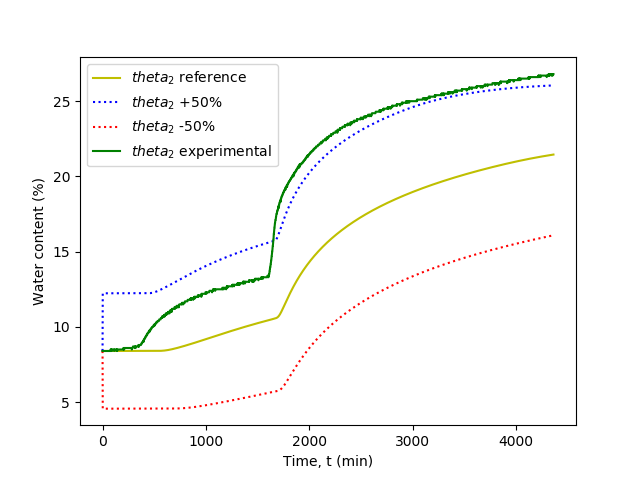 theta₂ reference
theta₂ +50%
theta₂ -50%
theta₂ experimental
25
20
15
10
5
Water content (%)
0 1000 2000 3000 4000
Time, t (min)